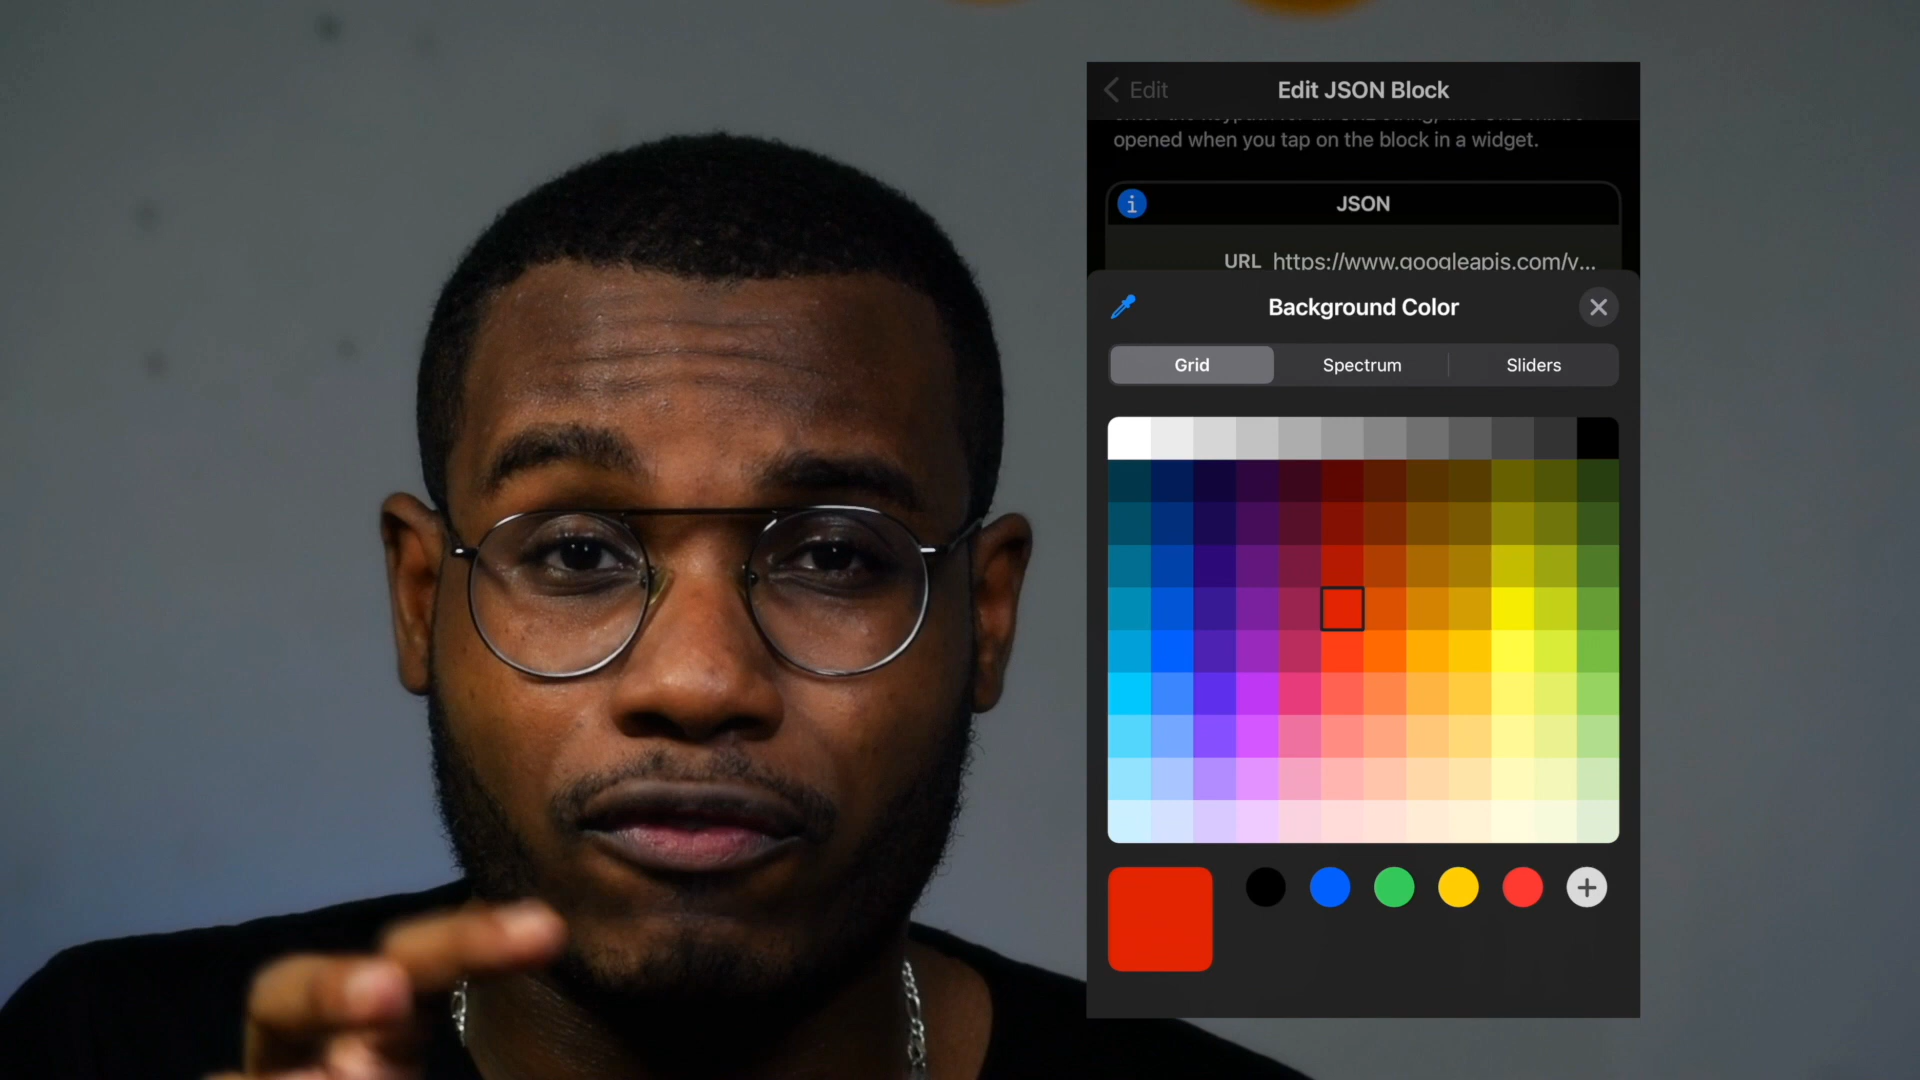 Edit
Edit JSON Block
opened when you tap on the block in a widget.
JSON
URL https://www.googleapis.com/v...
Background Color
Grid
Spectrum
Sliders